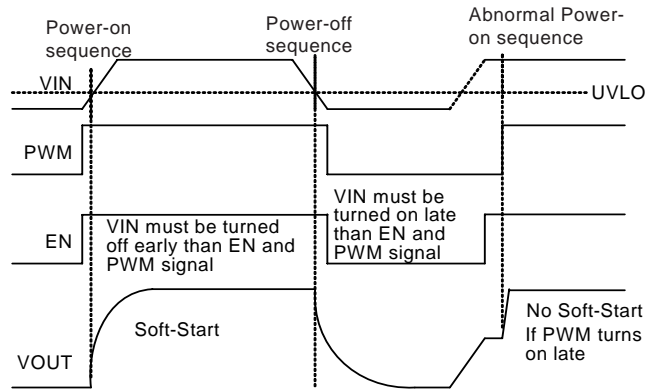 Power-on
sequence
Power-off
sequence
Abnormal Power-
on sequence
VIN
UVLO
PWM
EN
VIN must be turned
off early than EN and
PWM signal
VIN must be
turned on late
than EN and
PWM signal
VOUT
Soft-Start
No Soft-Start
If PWM turns
on late